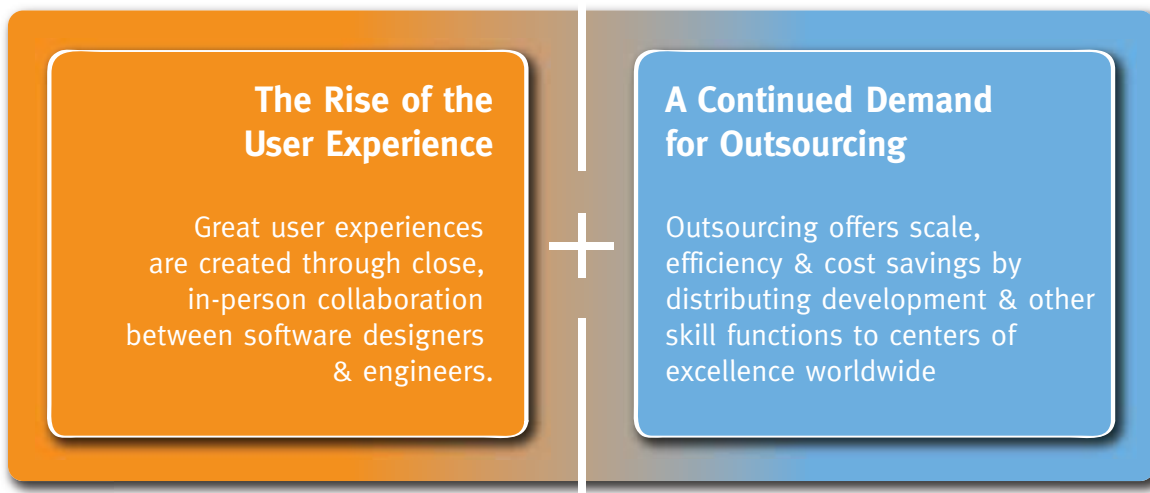 The Rise of the
User Experience
Great user experiences
are created through close,
in-person collaboration
between software designers
& engineers.
+
A Continued Demand
for Outsourcing
Outsourcing offers scale,
efficiency & cost savings by
distributing development & other
skill functions to centers of
excellence worldwide